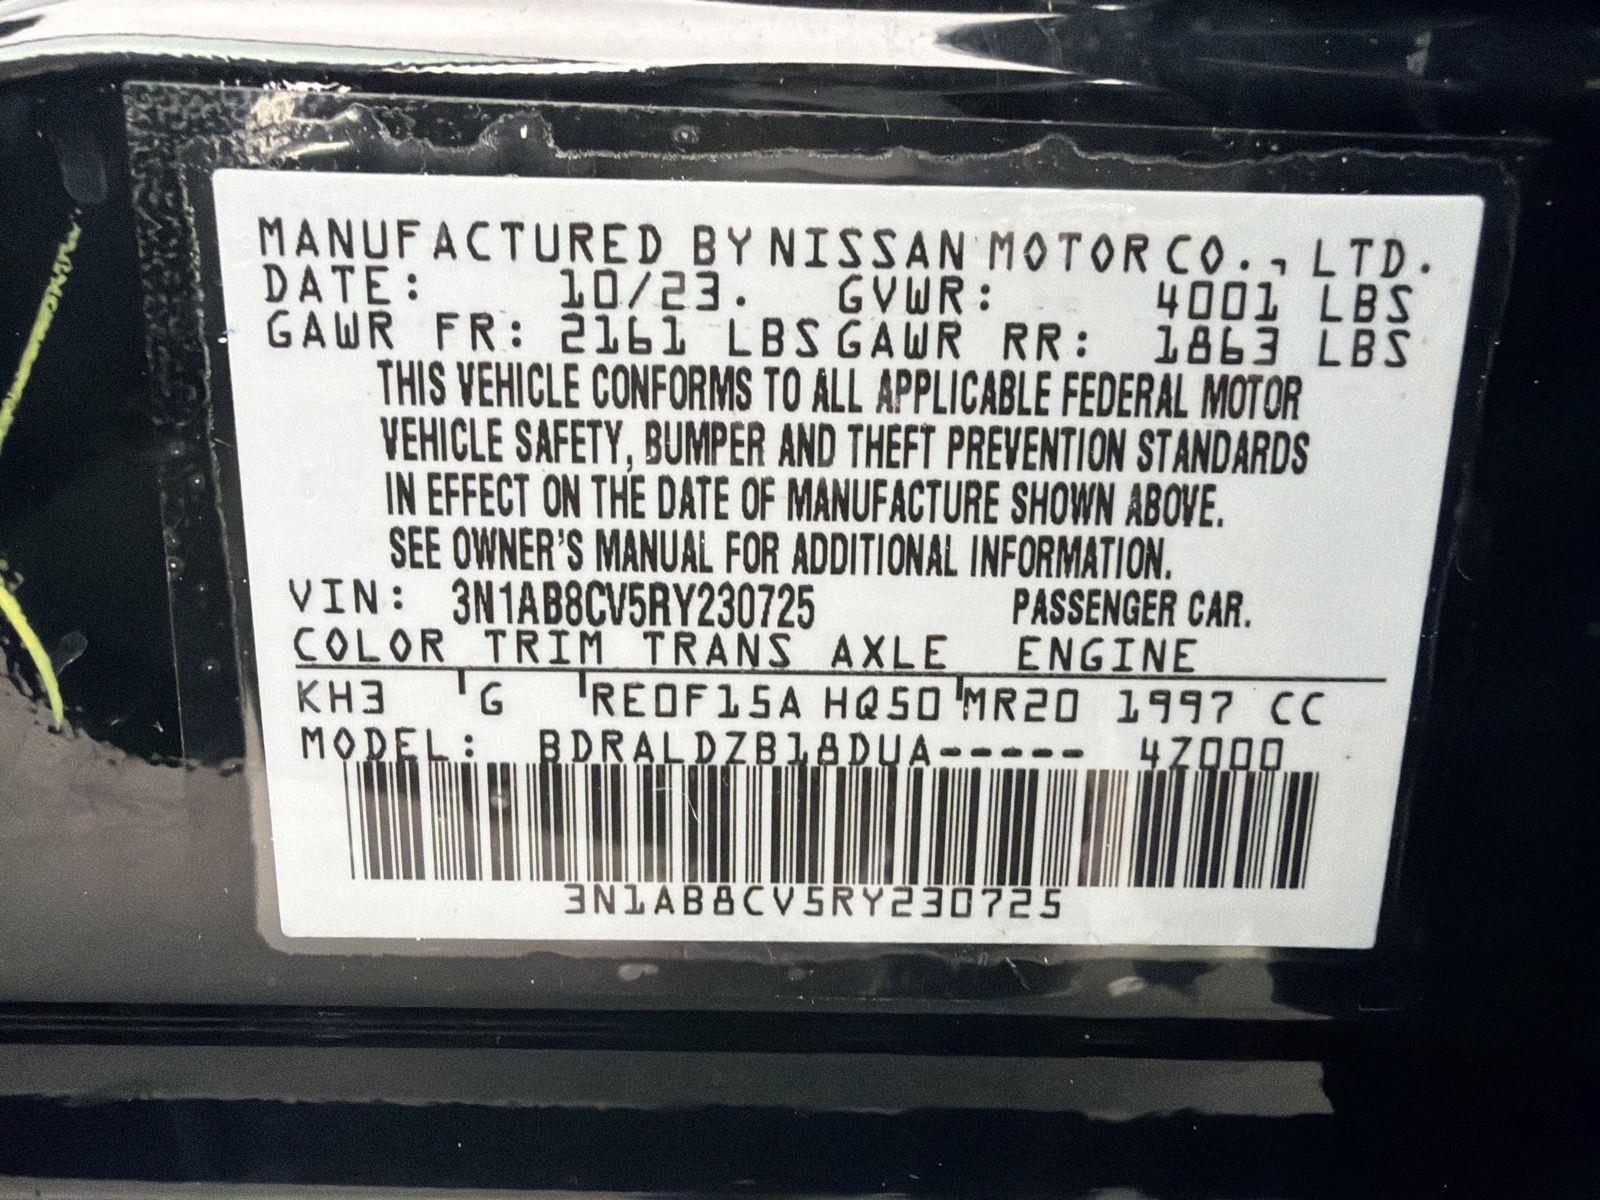 MANUFACTURED BY NISSAN MOTOR CO., LTD.
DATE: 10/23. GVWR: 4001 LBS
GAWR FR: 2161 LBS GAWR RR: 1863 LBS
THIS VEHICLE CONFORMS TO ALL APPLICABLE FEDERAL MOTOR
VEHICLE SAFETY, BUMPER AND THEFT PREVENTION STANDARDS
IN EFFECT ON THE DATE OF MANUFACTURE SHOWN ABOVE.
SEE OWNER'S MANUAL FOR ADDITIONAL INFORMATION.
VIN: 3N1AB8CV5RY230725 PASSENGER CAR.
COLOR TRIM TRANS AXLE ENGINE
KH3 G RE0F15A HQ50 MR20 1997 CC
MODEL: BDRALDZB18DUA----- 4Z000
3N1AB8CV5RY230725